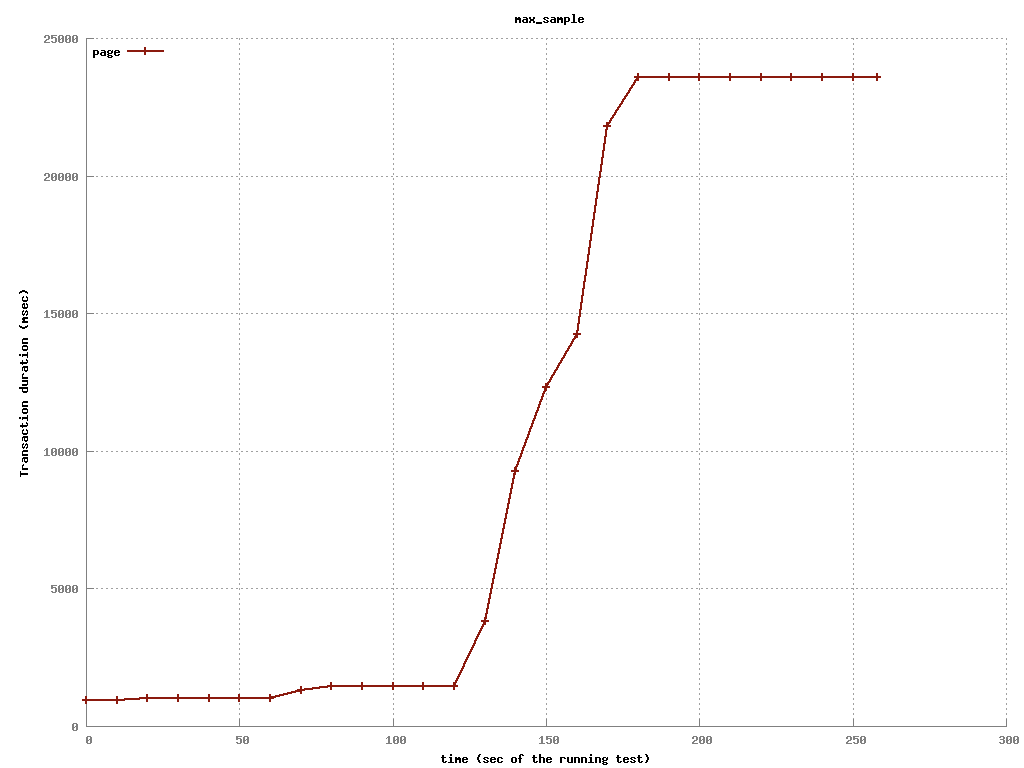 max_sample
25000
page
20000
15000
Transaction duration (msec)
10000
5000
0
0 50 100 150 200 250 300
time (sec of the running test)